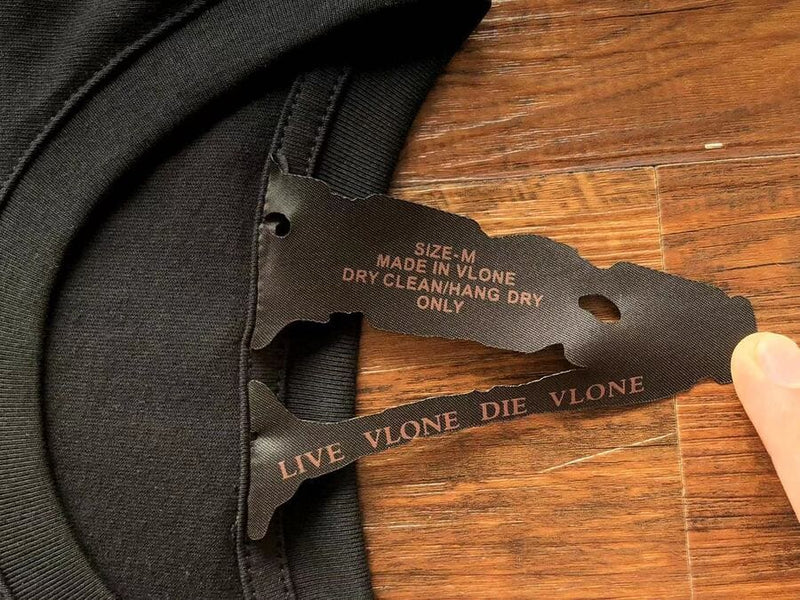 SIZE-M
MADE IN VLONE
DRY CLEAN/HANG DRY
ONLY
LIVE VLONE DIE VLONE